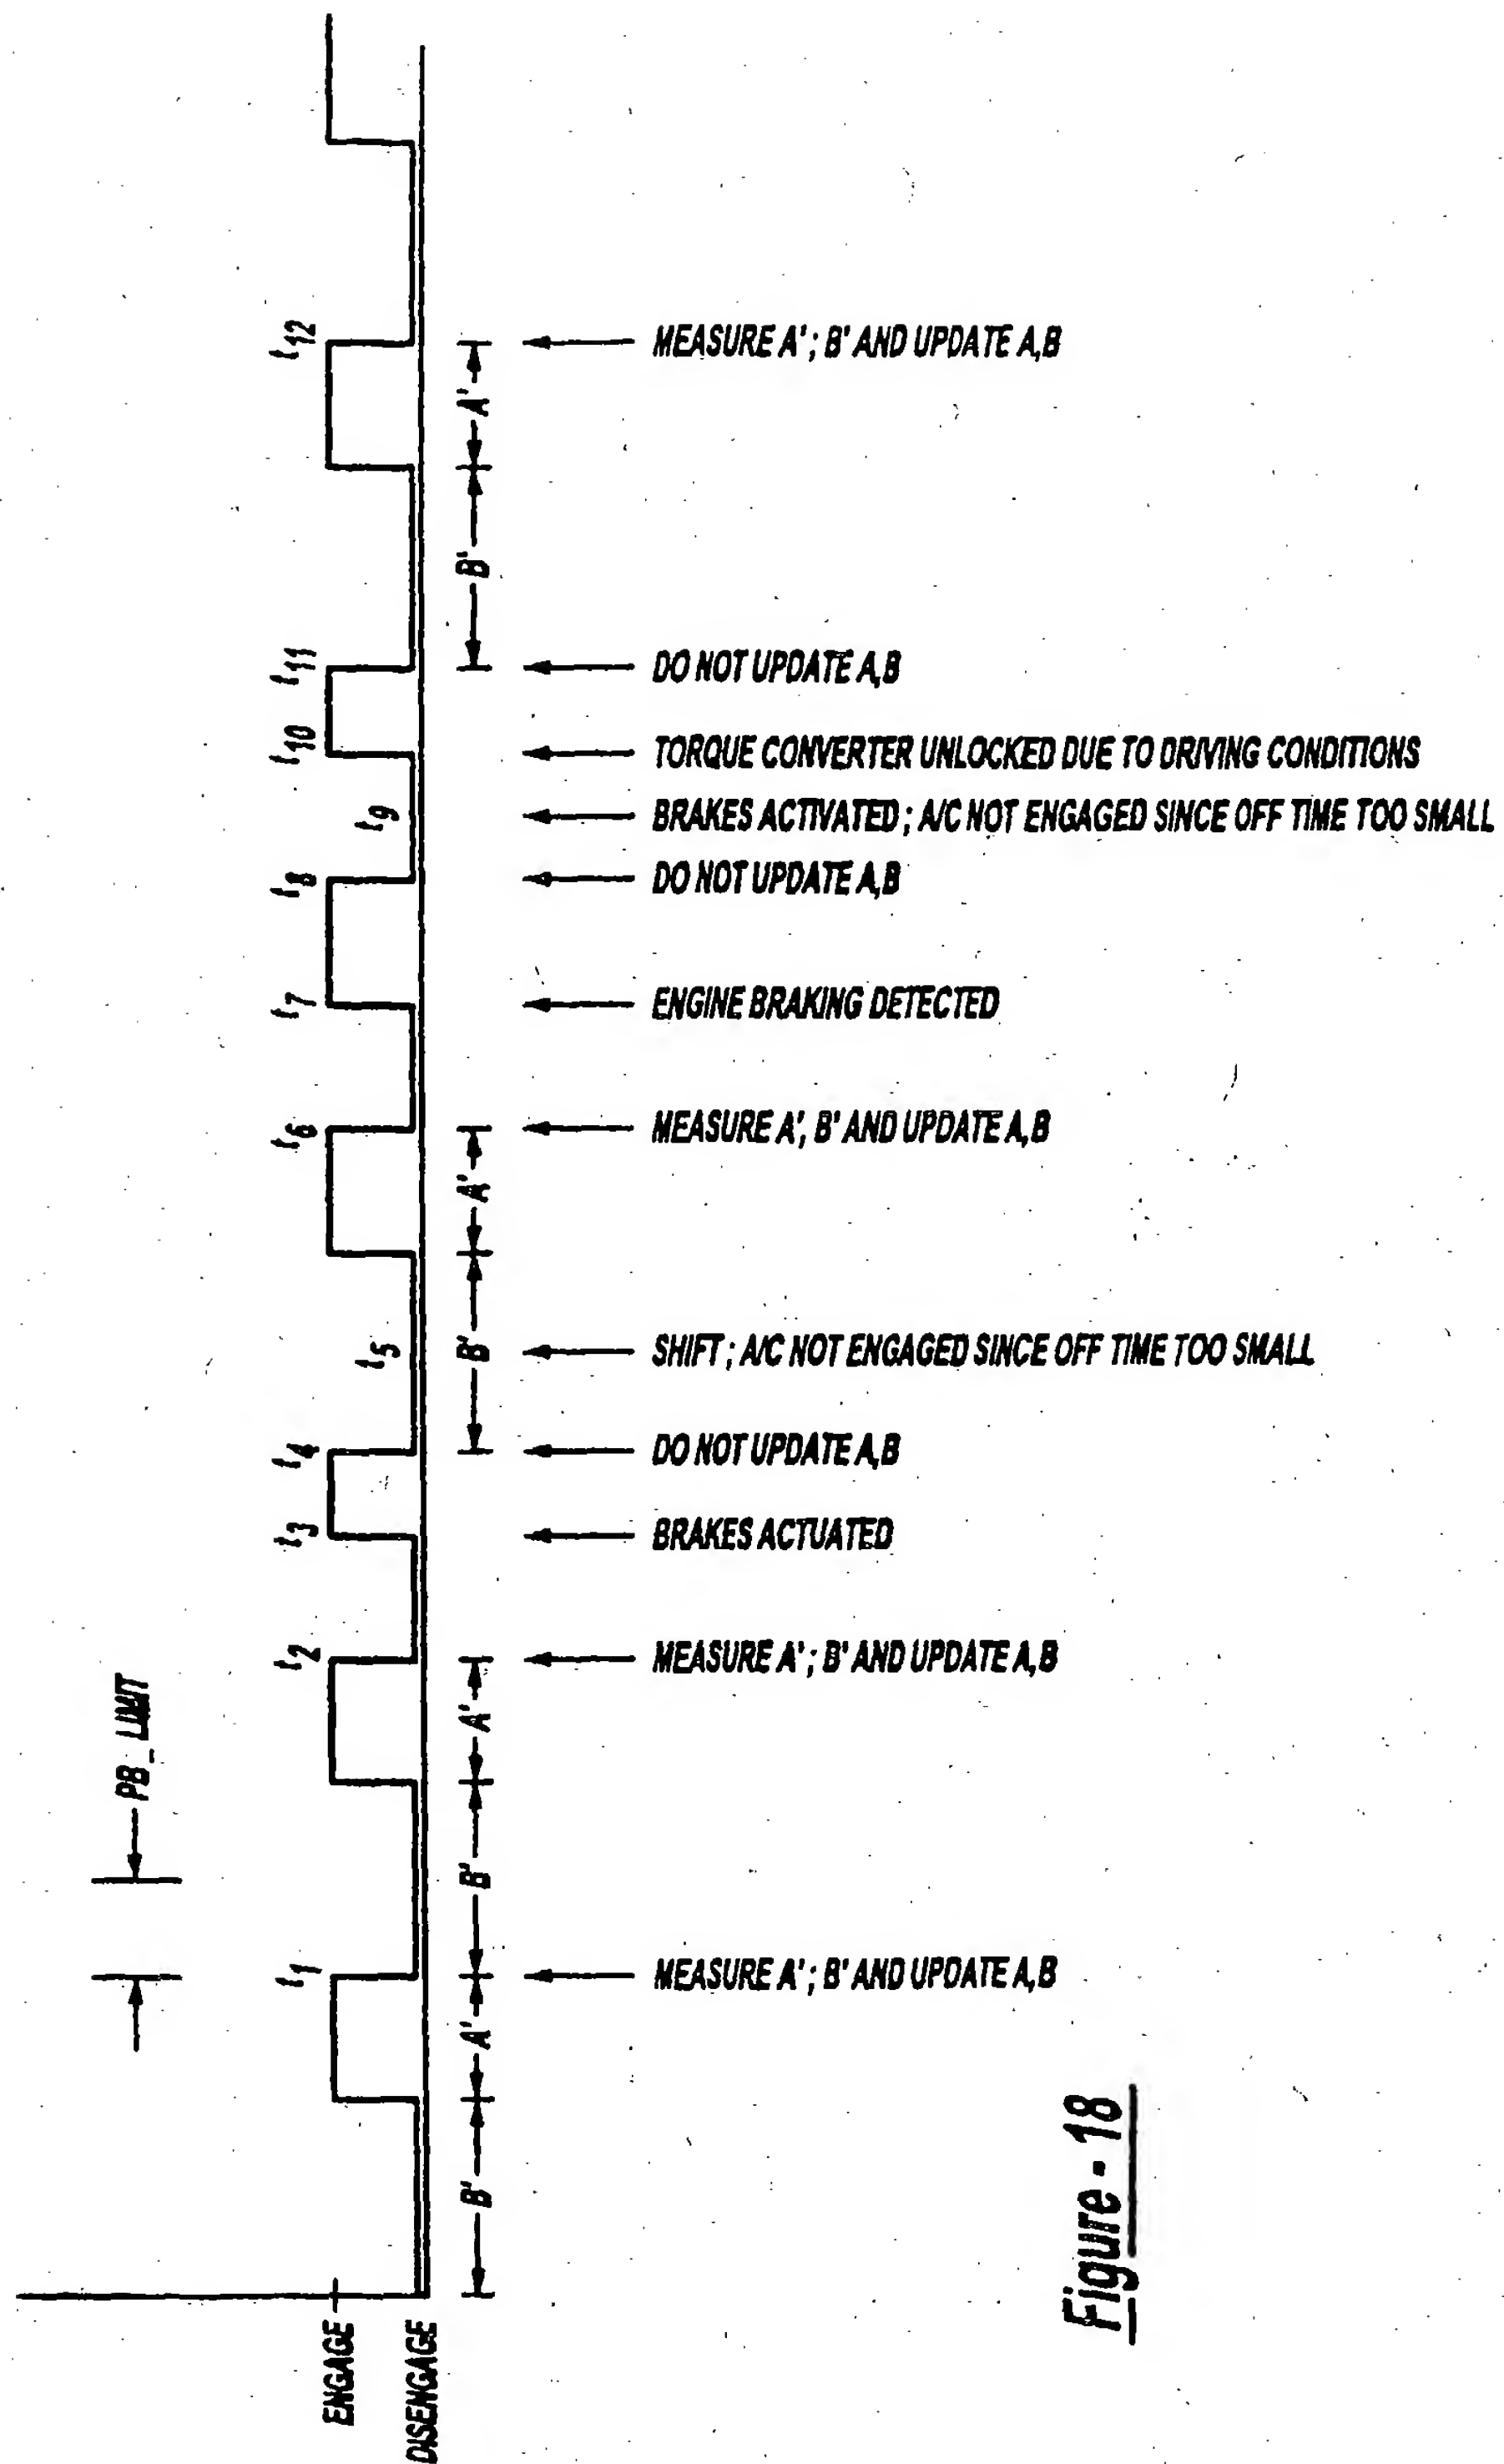 t12
MEASURE A'; B' AND UPDATE A,B
A'
B'
t11
DO NOT UPDATE A,B
t10
TORQUE CONVERTER UNLOCKED DUE TO DRIVING CONDITIONS
t9
BRAKES ACTIVATED; A/C NOT ENGAGED SINCE OFF TIME TOO SMALL
t8
DO NOT UPDATE A,B
t7
ENGINE BRAKING DETECTED
t6
MEASURE A', B' AND UPDATE A,B
A'
B'
t5
SHIFT; A/C NOT ENGAGED SINCE OFF TIME TOO SMALL
t4
DO NOT UPDATE A,B
t3
BRAKES ACTUATED
t2
MEASURE A'; B' AND UPDATE A,B
A'
PB_LIMIT
B'
t1
MEASURE A'; B' AND UPDATE A,B
A'
B'
ENGAGE
DISENGAGE
Figure - 18